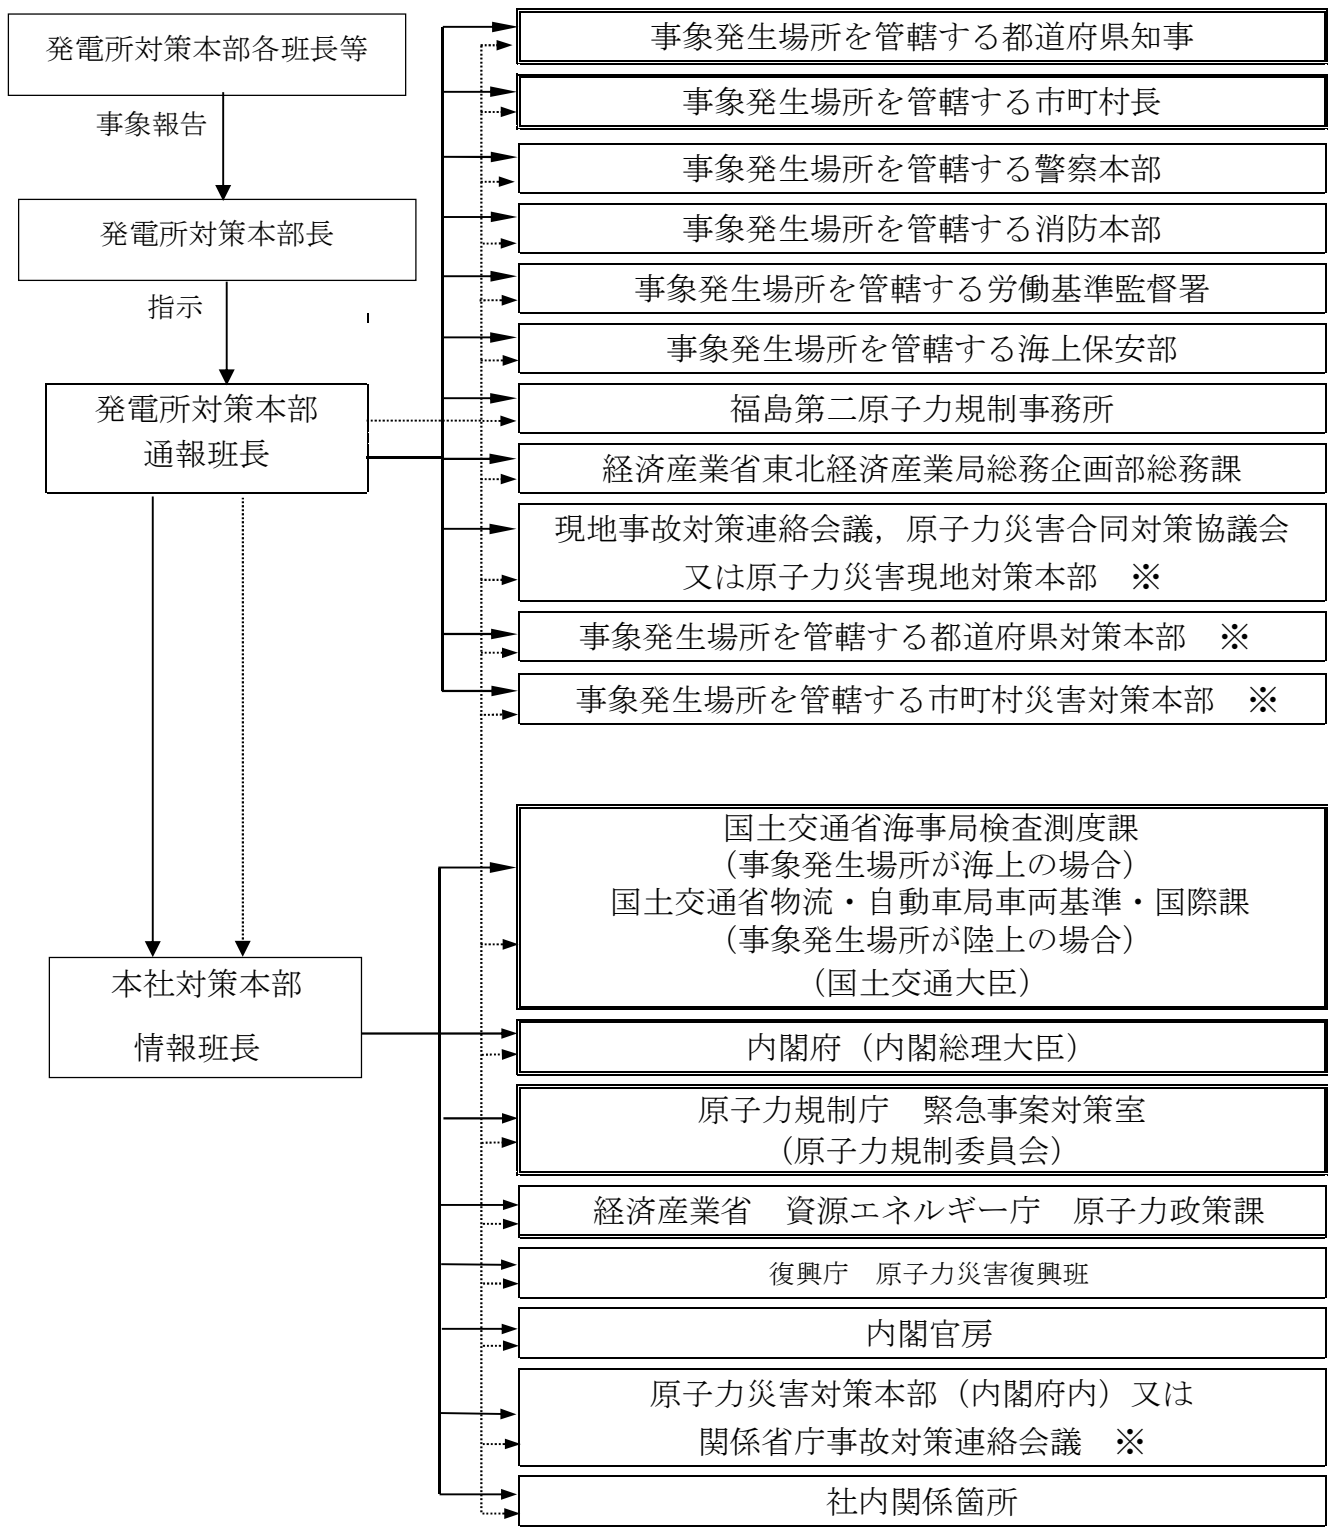 発電所対策本部各班長等
事象報告
発電所対策本部長
指示
発電所対策本部
通報班長
本社対策本部
情報班長
事象発生場所を管轄する都道府県知事
事象発生場所を管轄する市町村長
事象発生場所を管轄する警察本部
事象発生場所を管轄する消防本部
事象発生場所を管轄する労働基準監督署
事象発生場所を管轄する海上保安部
福島第二原子力規制事務所
経済産業省東北経済産業局総務企画部総務課
現地事故対策連絡会議，原子力災害合同対策協議会
又は原子力災害現地対策本部　※
事象発生場所を管轄する都道府県対策本部　※
事象発生場所を管轄する市町村災害対策本部　※
国土交通省海事局検査測度課
（事象発生場所が海上の場合）
国土交通省物流・自動車局車両基準・国際課
（事象発生場所が陸上の場合）
（国土交通大臣）
内閣府（内閣総理大臣）
原子力規制庁　緊急事案対策室
（原子力規制委員会）
経済産業省　資源エネルギー庁　原子力政策課
復興庁　原子力災害復興班
内閣官房
原子力災害対策本部（内閣府内）又は
関係省庁事故対策連絡会議　※
社内関係箇所